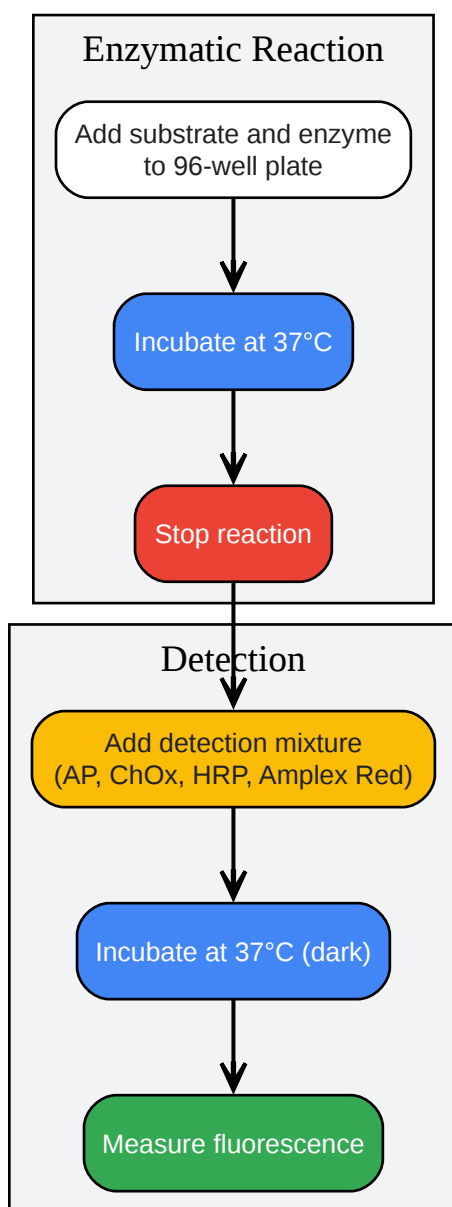 Enzymatic Reaction
Add substrate and enzyme
to 96-well plate
Incubate at 37°C
Stop reaction
Detection
Add detection mixture
(AP, ChOx, HRP, Amplex Red)
Incubate at 37°C (dark)
Measure fluorescence